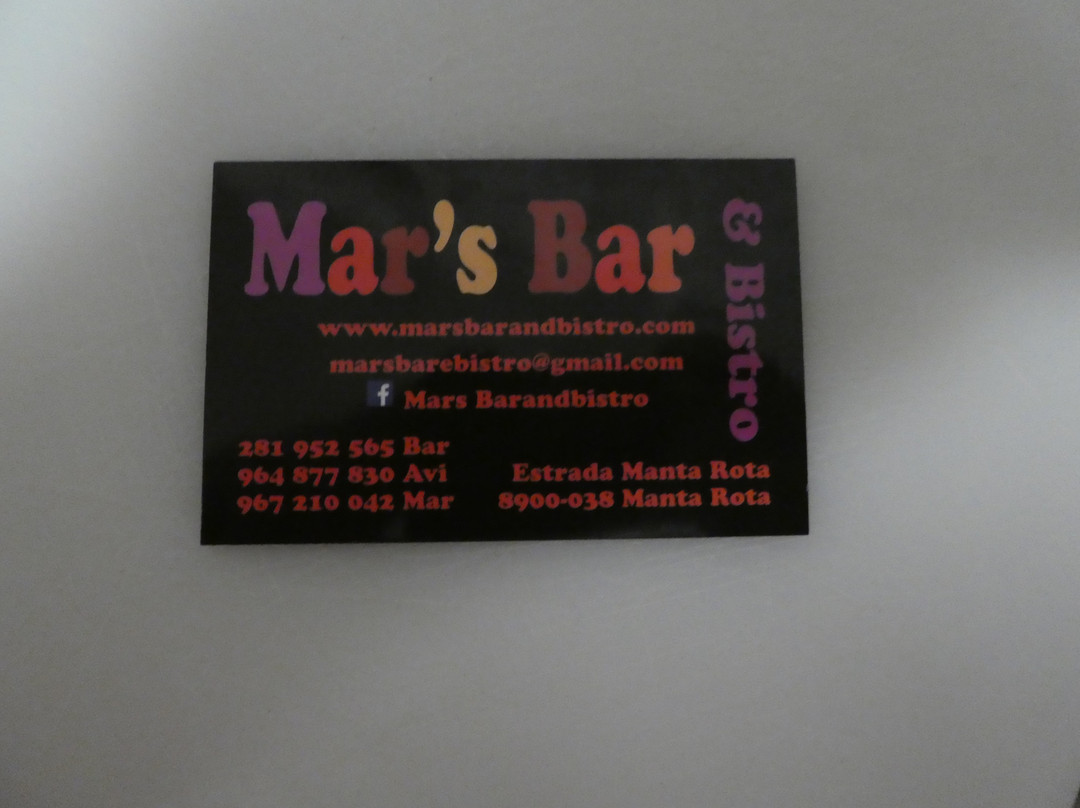 Mar's Bar
& Bistro
www.marsbarandbistro.com
marsbarebistro@gmail.com
f Mars Barandbistro
281 952 565 Bar
964 877 830 Avi
967 210 042 Mar
Estrada Manta Rota
8900-038 Manta Rota